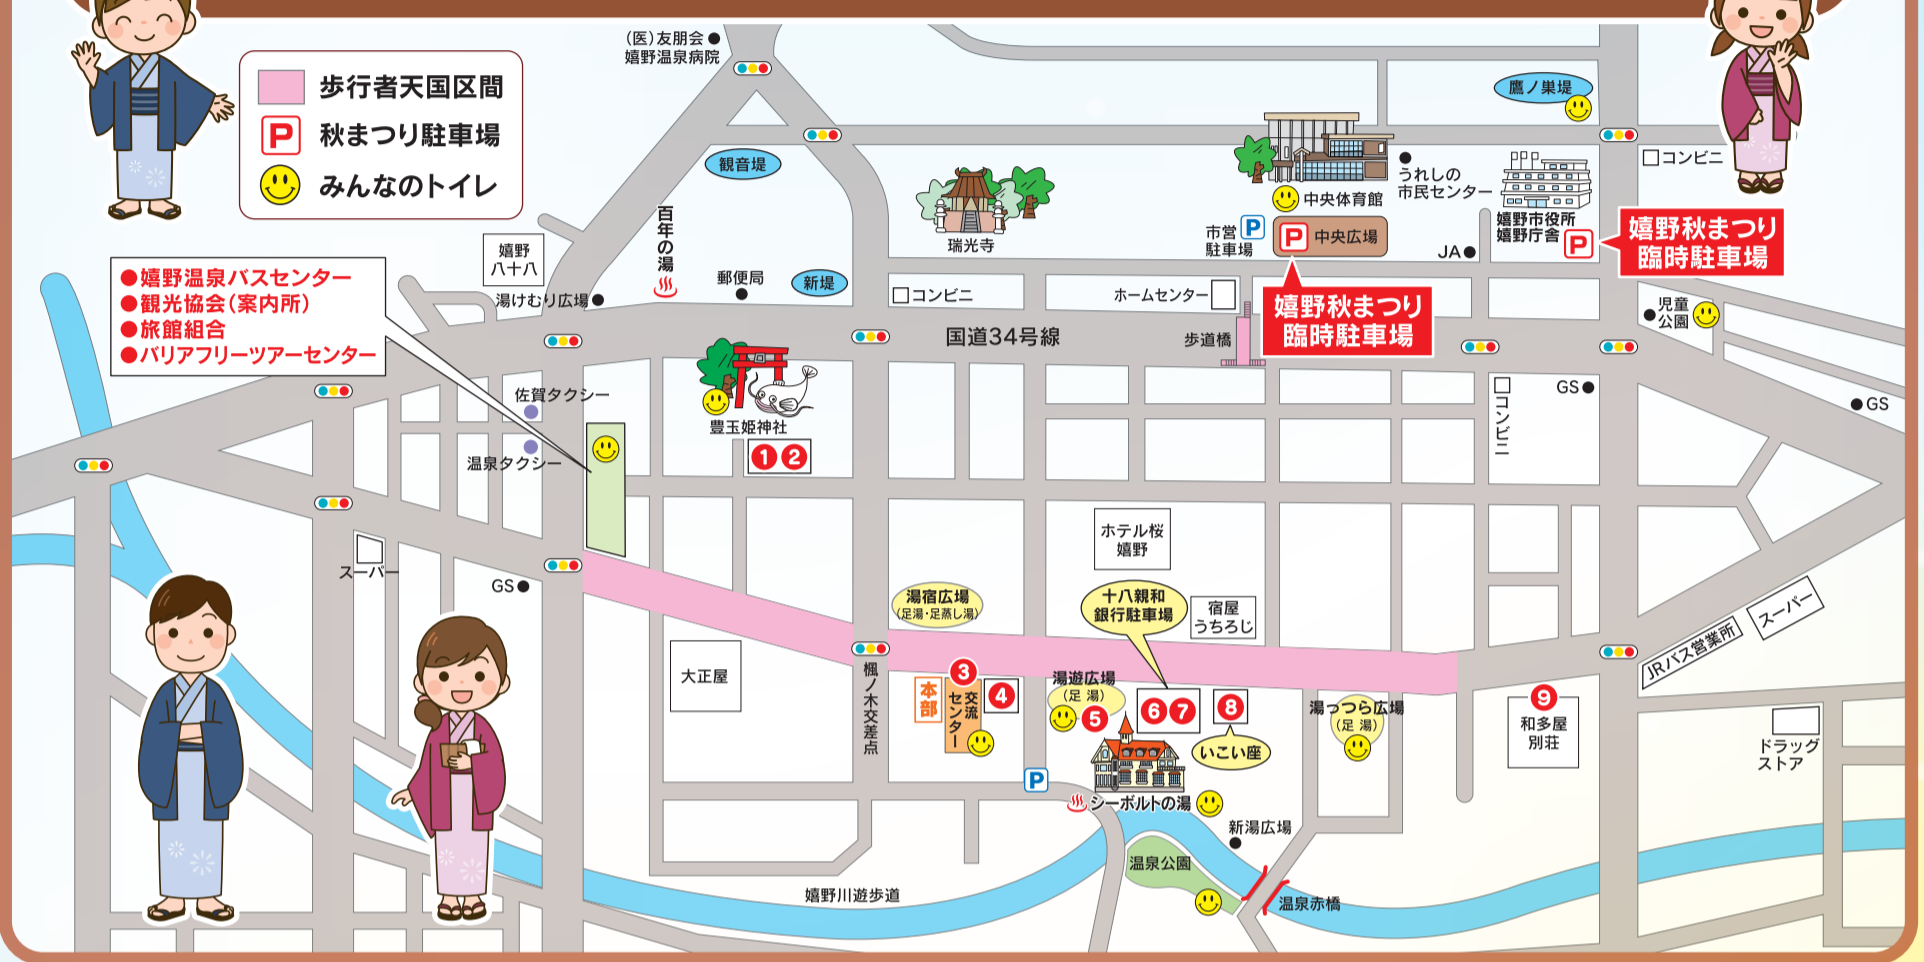 歩行者天国区間
P
秋まつり駐車場
みんなのトイレ
(医)友朋会
嬉野温泉病院
鷹ノ巣堤
観音堤
コンビニ
うれしの
市民センター
中央体育館
嬉野市役所
嬉野庁舎
P
嬉野秋まつり
臨時駐車場
瑞光寺
市営
駐車場
P
P
中央広場
JA
嬉野秋まつり
臨時駐車場
百年の湯
嬉野
八十八
湯けむり広場
郵便局
新堤
コンビニ
ホームセンター
児童
公園
●嬉野温泉バスセンター
●観光協会(案内所)
●旅館組合
●バリアフリーツアーセンター
国道34号線
歩道橋
佐賀タクシー
温泉タクシー
豊玉姫神社
1 2
コンビニ
GS
GS
スーパー
GS
ホテル桜
嬉野
湯宿広場
(足湯・足蒸し湯)
十八親和
銀行駐車場
宿屋
うちろじ
スーパー
JRバス営業所
大正屋
楓ノ木交差点
本部
3
交流
センター
4
湯遊広場
(足湯)
5
6 7
8
いこい座
湯っつら広場
(足湯)
9
和多屋
別荘
ドラッグ
ストア
P
シーボルトの湯
新湯広場
温泉公園
嬉野川遊歩道
温泉赤橋